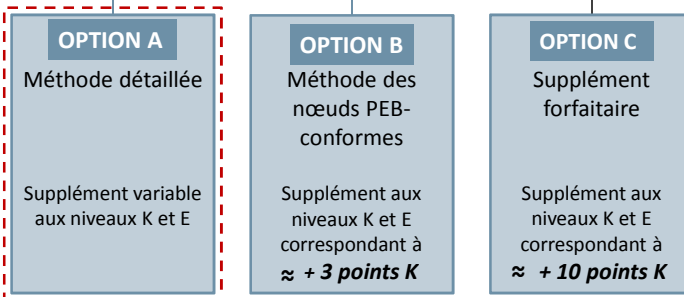 OPTION A
Méthode détaillée
Supplément variable
aux niveaux K et E
OPTION B
Méthode des
nœuds PEB-
conformes
Supplément aux
niveaux K et E
correspondant à
≈ + 3 points K
OPTION C
Supplément
forfaitaire
Supplément aux
niveaux K et E
correspondant à
≈ + 10 points K